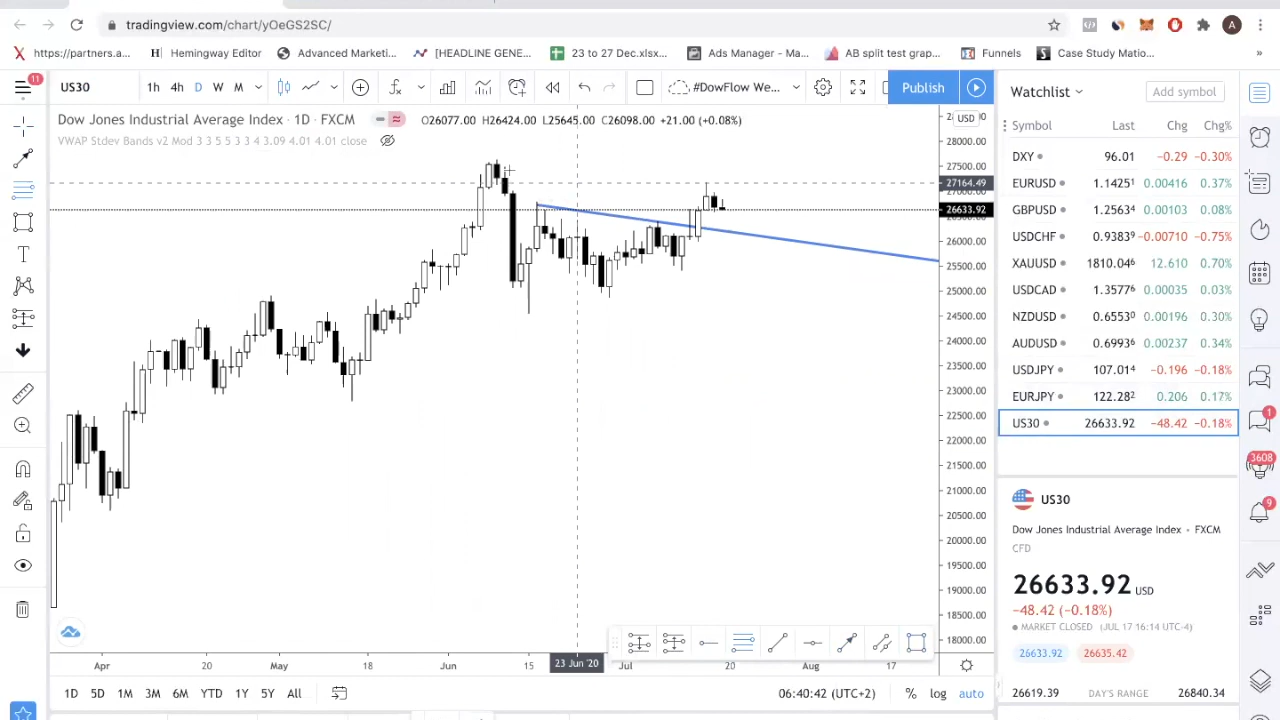 tradingview.com/chart/yOeGS2SC/
A
https://partners.a...
H Hemingway Editor
Advanced Marketi...
[HEADLINE GENE...
23 to 27 Dec.xlsx...
Ads Manager - Ma...
AB split test grap...
Funnels
Case Study Matio...
»
11
US30
1h 4h D W M
#DowFlow We...
Publish
Watchlist
Add symbol
Dow Jones Industrial Average Index · 1D · FXCM
O26077.00 H26424.00 L25645.00 C26098.00 +21.00 (+0.08%)
USD
VWAP Stdev Bands v2 Mod 3 3 5 5 3 3 4 3.09 4.01 4.01 close
Symbol Last Chg Chg%
DXY 96.01 −0.29 −0.30%
EURUSD 1.1425¹ 0.00416 0.37%
GBPUSD 1.2563⁴ 0.00103 0.08%
USDCHF 0.9383⁹ −0.00710 −0.75%
XAUUSD 1810.04⁶ 12.610 0.70%
USDCAD 1.3577⁶ 0.00035 0.03%
NZDUSD 0.6553⁰ 0.00196 0.30%
AUDUSD 0.6993⁶ 0.00237 0.34%
USDJPY 107.01⁴ −0.196 −0.18%
EURJPY 122.28² 0.206 0.17%
US30 26633.92 −48.42 −0.18%
27500.00
27164.49
26633.92
26000.00
25500.00
25000.00
24500.00
24000.00
23500.00
23000.00
22500.00
22000.00
21500.00
21000.00
20500.00
20000.00
19500.00
19000.00
18500.00
18000.00
T
1
3608
9
US30
Dow Jones Industrial Average Index • FXCM
CFD
26633.92 USD
−48.42 (−0.18%)
MARKET CLOSED (JUL 17 16:14 UTC-4)
26633.92 26635.42
26619.39 DAY'S RANGE 26840.34
Apr 20 May 18 Jun 15 23 Jun '20 Jul 20 Aug 17
1D 5D 1M 3M 6M YTD 1Y 5Y All
06:40:42 (UTC+2)
% log auto